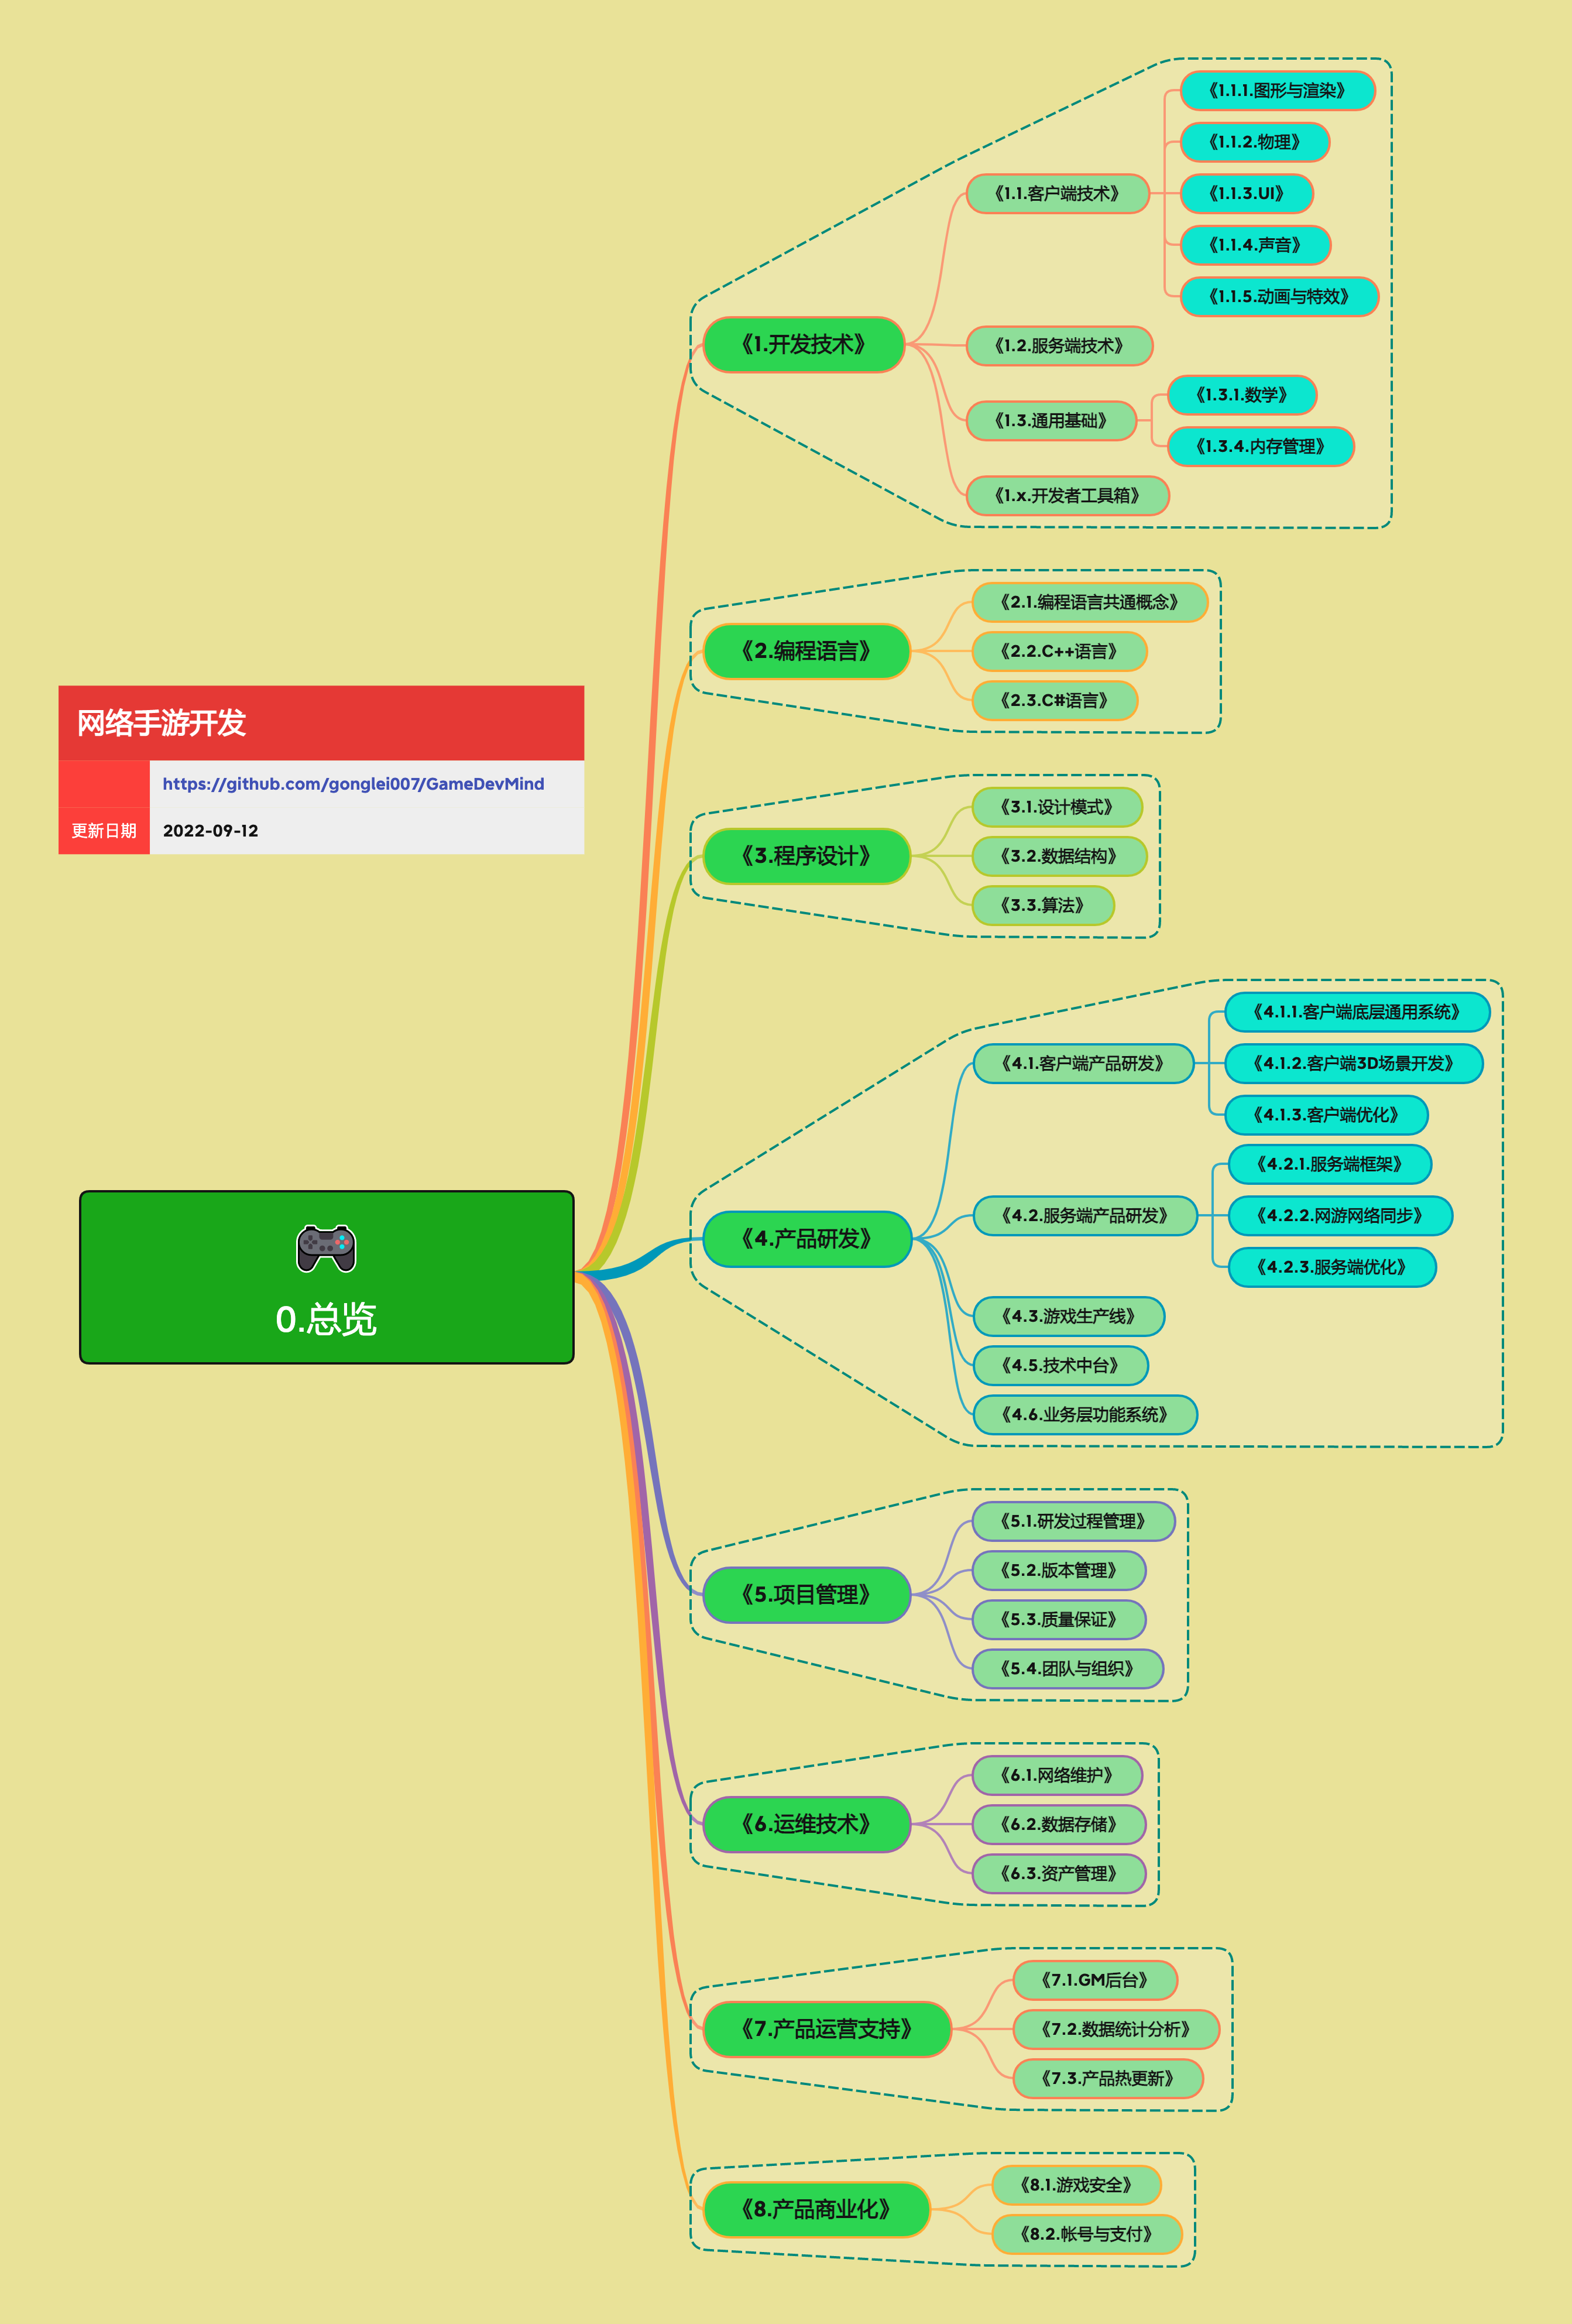 网络手游开发
https://github.com/gonglei007/GameDevMind
更新日期 2022-09-12
0.总览
《1.开发技术》
《1.1.客户端技术》
《1.1.1.图形与渲染》
《1.1.2.物理》
《1.1.3.UI》
《1.1.4.声音》
《1.1.5.动画与特效》
《1.2.服务端技术》
《1.3.通用基础》
《1.3.1.数学》
《1.3.4.内存管理》
《1.x.开发者工具箱》
《2.编程语言》
《2.1.编程语言共通概念》
《2.2.C++语言》
《2.3.C#语言》
《3.程序设计》
《3.1.设计模式》
《3.2.数据结构》
《3.3.算法》
《4.产品研发》
《4.1.客户端产品研发》
《4.1.1.客户端底层通用系统》
《4.1.2.客户端3D场景开发》
《4.1.3.客户端优化》
《4.2.服务端产品研发》
《4.2.1.服务端框架》
《4.2.2.网游网络同步》
《4.2.3.服务端优化》
《4.3.游戏生产线》
《4.5.技术中台》
《4.6.业务层功能系统》
《5.项目管理》
《5.1.研发过程管理》
《5.2.版本管理》
《5.3.质量保证》
《5.4.团队与组织》
《6.运维技术》
《6.1.网络维护》
《6.2.数据存储》
《6.3.资产管理》
《7.产品运营支持》
《7.1.GM后台》
《7.2.数据统计分析》
《7.3.产品热更新》
《8.产品商业化》
《8.1.游戏安全》
《8.2.帐号与支付》